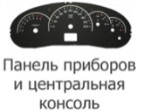 Панель приборов
и центральная
консоль